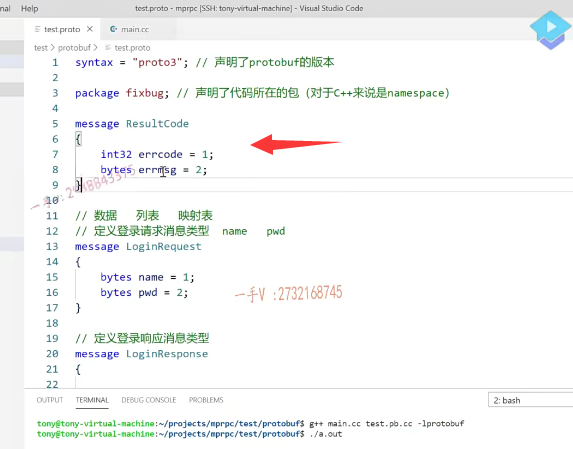 nal Help test.proto - mprpc [SSH: tony-virtual-machine] - Visual Studio Code
test.proto × main.cc
test > protobuf > test.proto
1 syntax = "proto3"; // 声明了protobuf的版本
2
3 package fixbug; // 声明了代码所在的包（对于C++来说是namespace）
4
5 message ResultCode
6 {
7 int32 errcode = 1;
8 bytes errmsg = 2;
9 }
10
11 // 数据 列表 映射表
12 // 定义登录请求消息类型 name pwd
13 message LoginRequest
14 {
15 bytes name = 1;
16 bytes pwd = 2;
17 }
一手V :2732168745
18
19 // 定义登录响应消息类型
20 message LoginResponse
21 {
22
OUTPUT TERMINAL DEBUG CONSOLE PROBLEMS 2: bash
tony@tony-virtual-machine:~/projects/mprpc/test/protobuf$ g++ main.cc test.pb.cc -lprotobuf
tony@tony-virtual-machine:~/projects/mprpc/test/protobuf$ ./a.out